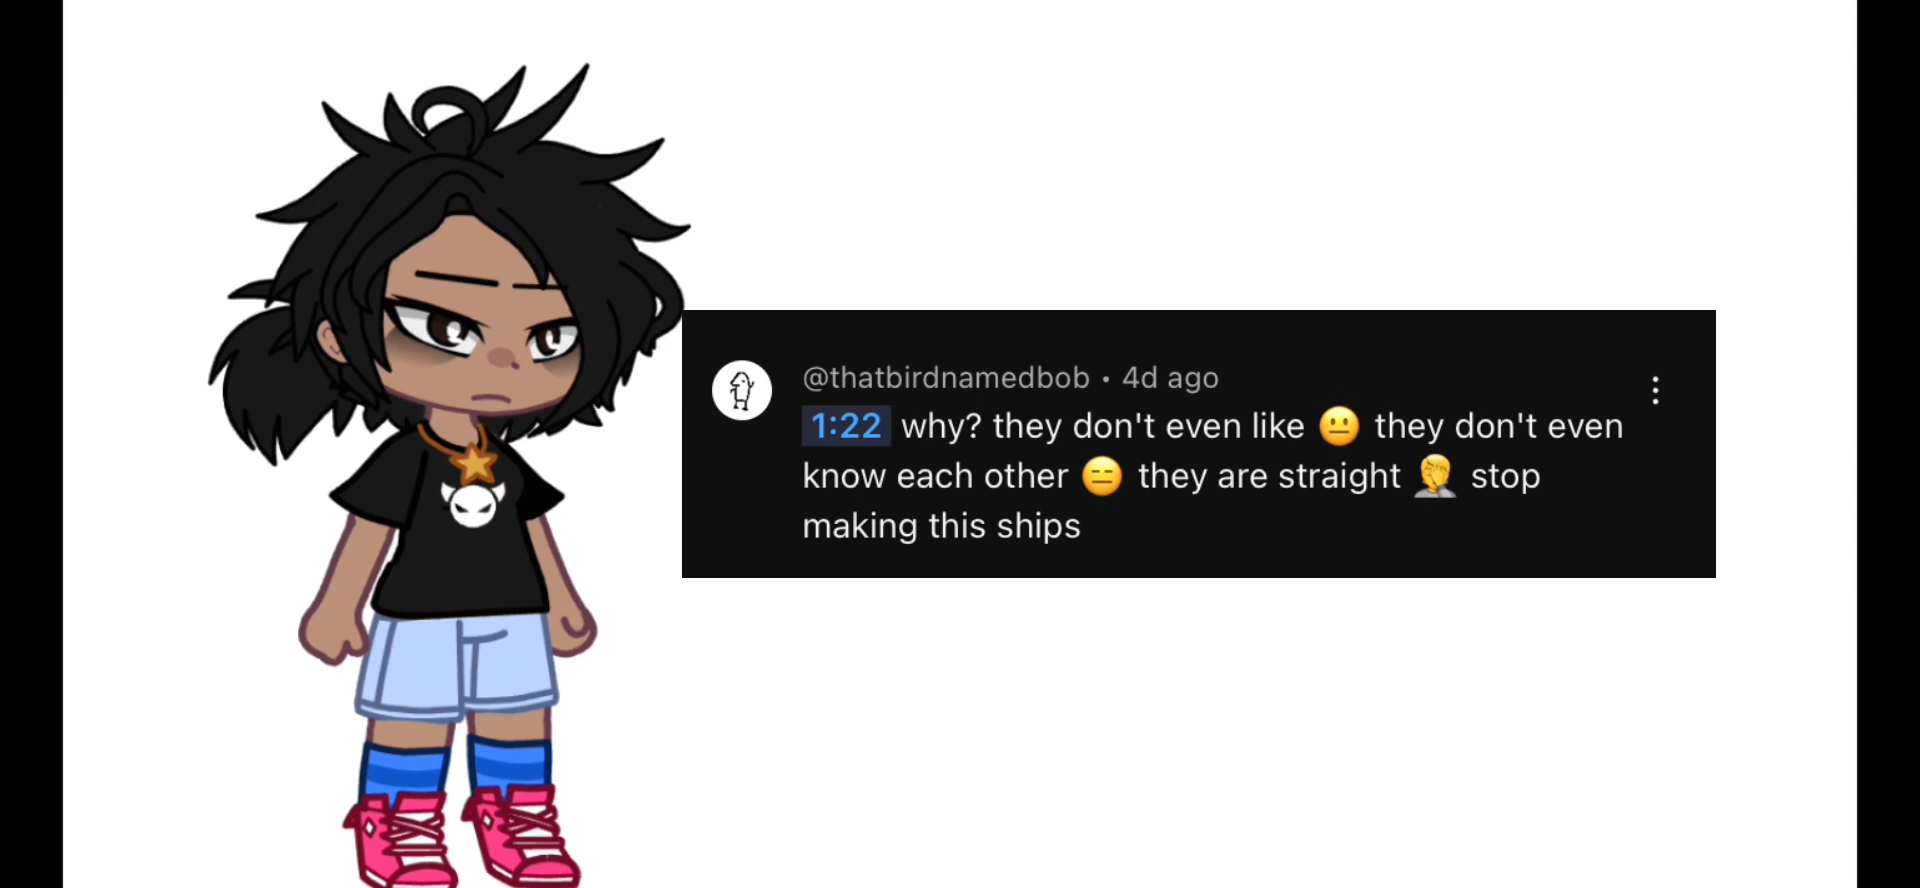 @thatbirdnamedbob • 4d ago
1:22 why? they don't even like 😐 they don't even
know each other 😑 they are straight 🤦 stop
making this ships